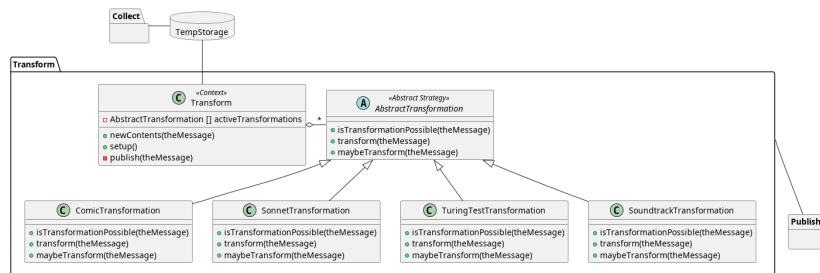 Collect
TempStorage
Transform
C «Context»
Transform
AbstractTransformation [] activeTransformations
newContents(theMessage)
setup()
publish(theMessage)
*
A «Abstract Strategy»
AbstractTransformation
isTransformationPossible(theMessage)
transform(theMessage)
maybeTransform(theMessage)
C ComicTransformation
isTransformationPossible(theMessage)
transform(theMessage)
maybeTransform(theMessage)
C SonnetTransformation
isTransformationPossible(theMessage)
transform(theMessage)
maybeTransform(theMessage)
C TuringTestTransformation
isTransformationPossible(theMessage)
transform(theMessage)
maybeTransform(theMessage)
C SoundtrackTransformation
isTransformationPossible(theMessage)
transform(theMessage)
maybeTransform(theMessage)
Publish